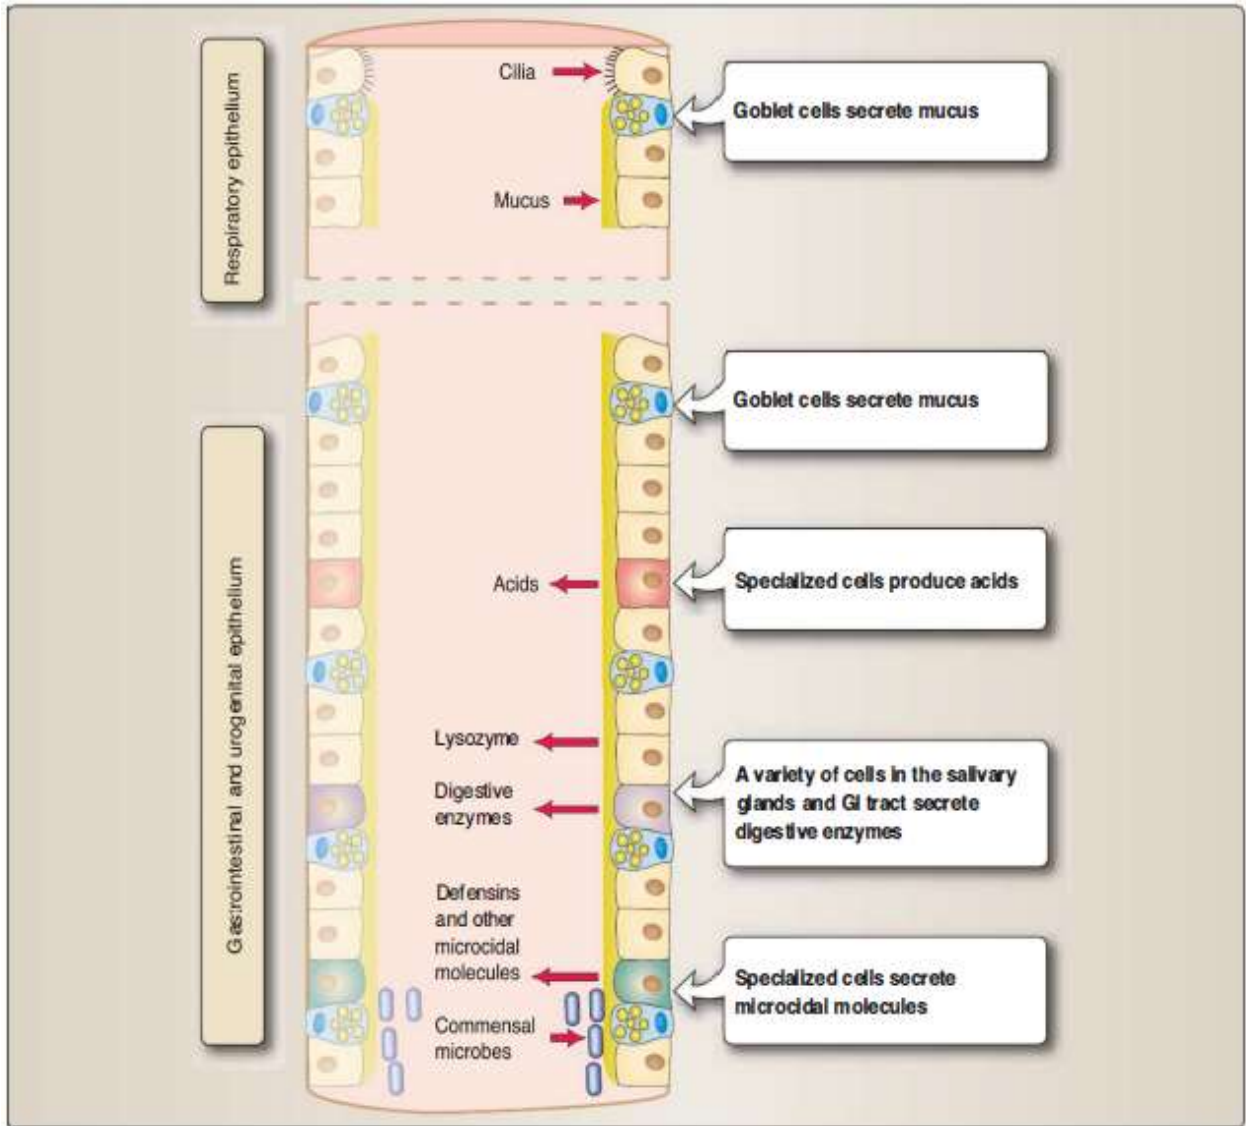 Respiratory epithelium
Cilia
Goblet cells secrete mucus
Mucus
Gastrointestinal and urogenital epithelium
Goblet cells secrete mucus
Acids
Specialized cells produce acids
Lysozyme
Digestive
enzymes
A variety of cells in the salivary
glands and GI tract secrete
digestive enzymes
Defensins
and other
microcidal
molecules
Specialized cells secrete
microcidal molecules
Commensal
microbes